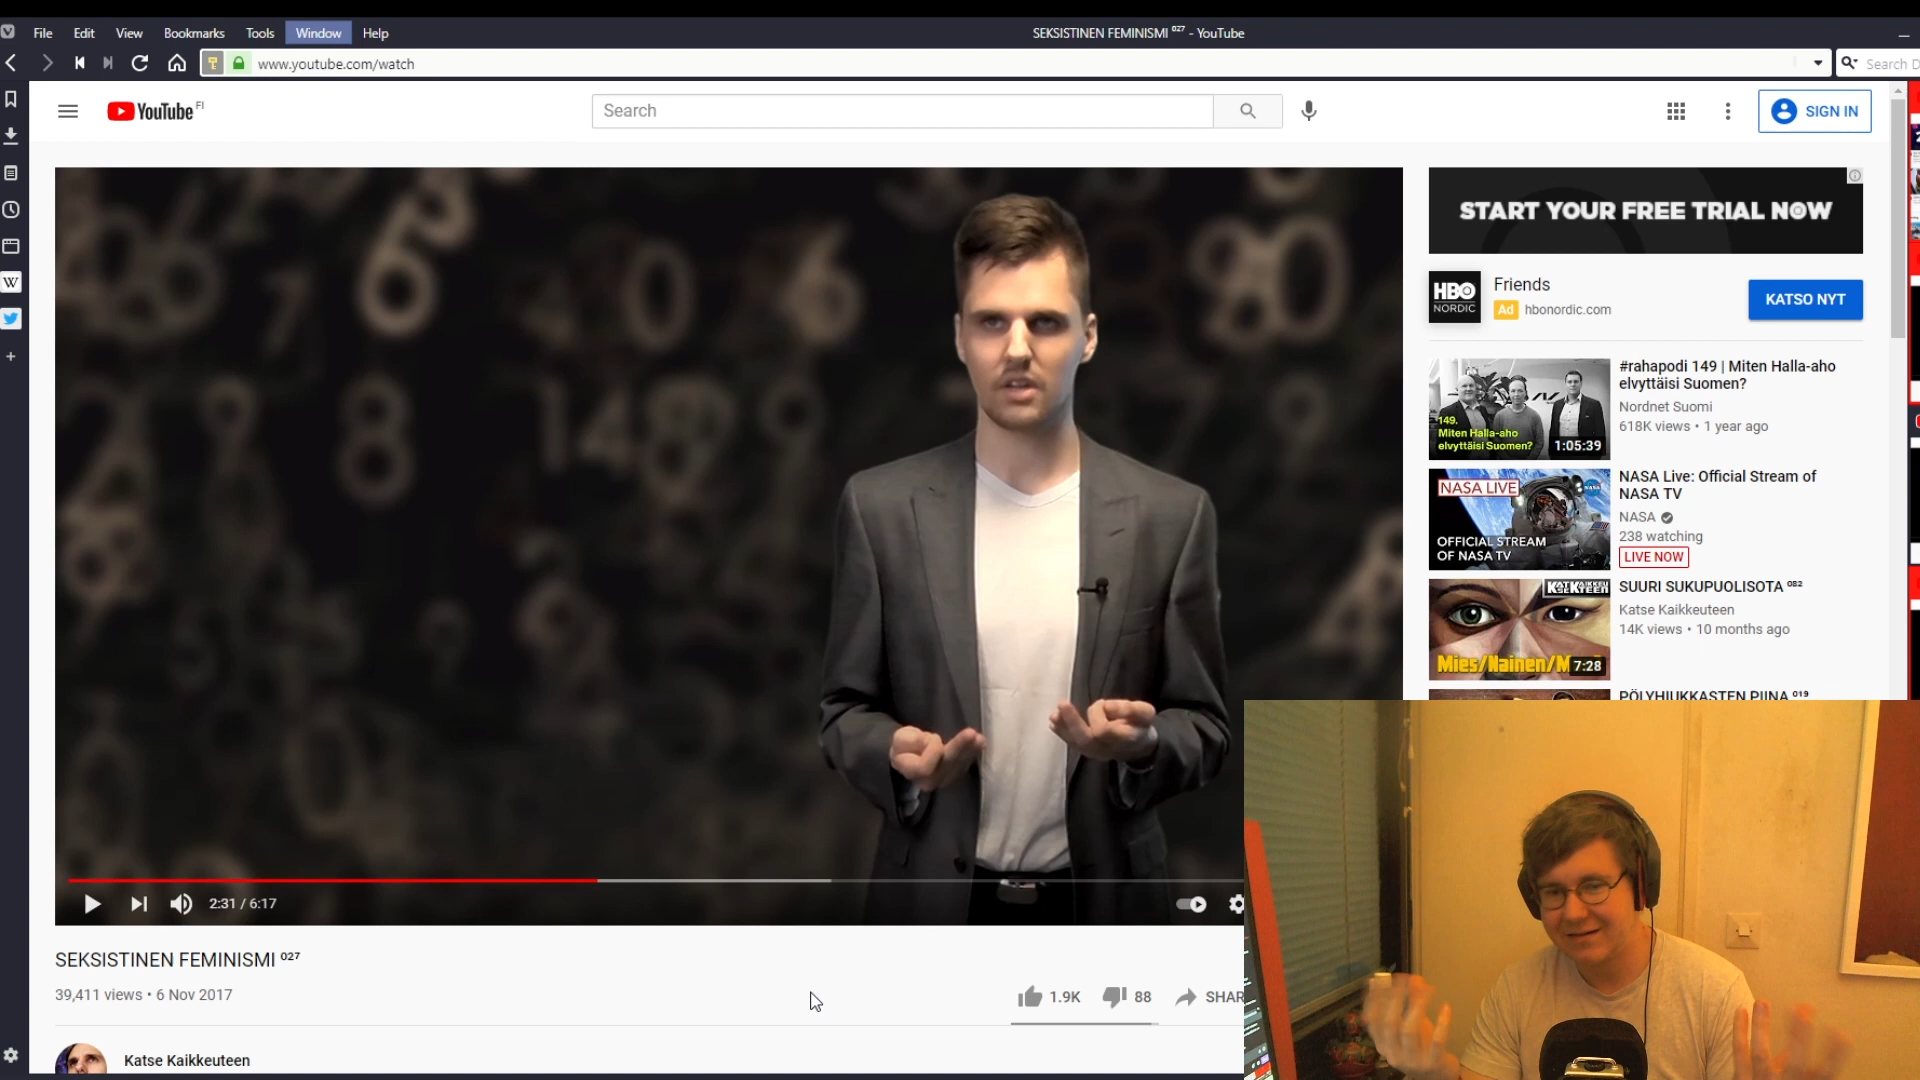 File Edit View Bookmarks Tools Window Help
SEKSISTINEN FEMINISMI ⁰²⁷ - YouTube
www.youtube.com/watch
Search D
YouTube FI
Search
SIGN IN
START YOUR FREE TRIAL NOW
HBO
NORDIC
Friends
Ad hbonordic.com
KATSO NYT
149.
Miten Halla-aho
elvyttäisi Suomen?
1:05:39
#rahapodi 149 | Miten Halla-aho
elvyttäisi Suomen?
Nordnet Suomi
618K views • 1 year ago
NASA LIVE
OFFICIAL STREAM
OF NASA TV
NASA Live: Official Stream of
NASA TV
NASA
238 watching
LIVE NOW
Mies/Nainen/M
7:28
SUURI SUKUPUOLISOTA ⁰⁸²
Katse Kaikkeuteen
14K views • 10 months ago
PÖLYHIUKKASTEN PIINA ⁰¹⁹
2:31 / 6:17
SEKSISTINEN FEMINISMI ⁰²⁷
39,411 views • 6 Nov 2017
1.9K 88 SHAR
Katse Kaikkeuteen